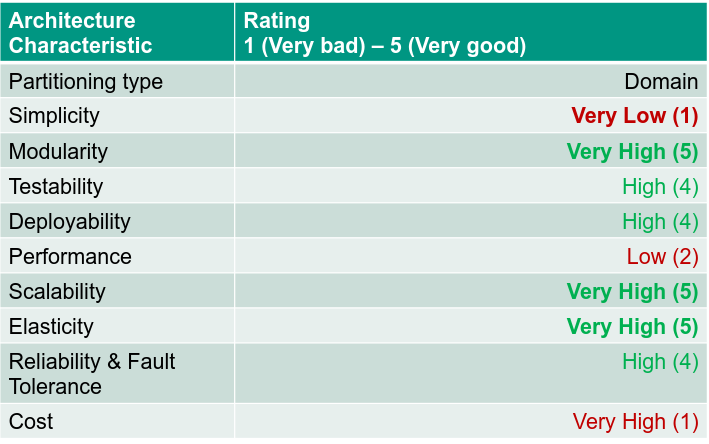 Architecture Characteristic Rating
1 (Very bad) – 5 (Very good)
Partitioning type Domain
Simplicity Very Low (1)
Modularity Very High (5)
Testability High (4)
Deployability High (4)
Performance Low (2)
Scalability Very High (5)
Elasticity Very High (5)
Reliability & Fault Tolerance High (4)
Cost Very High (1)